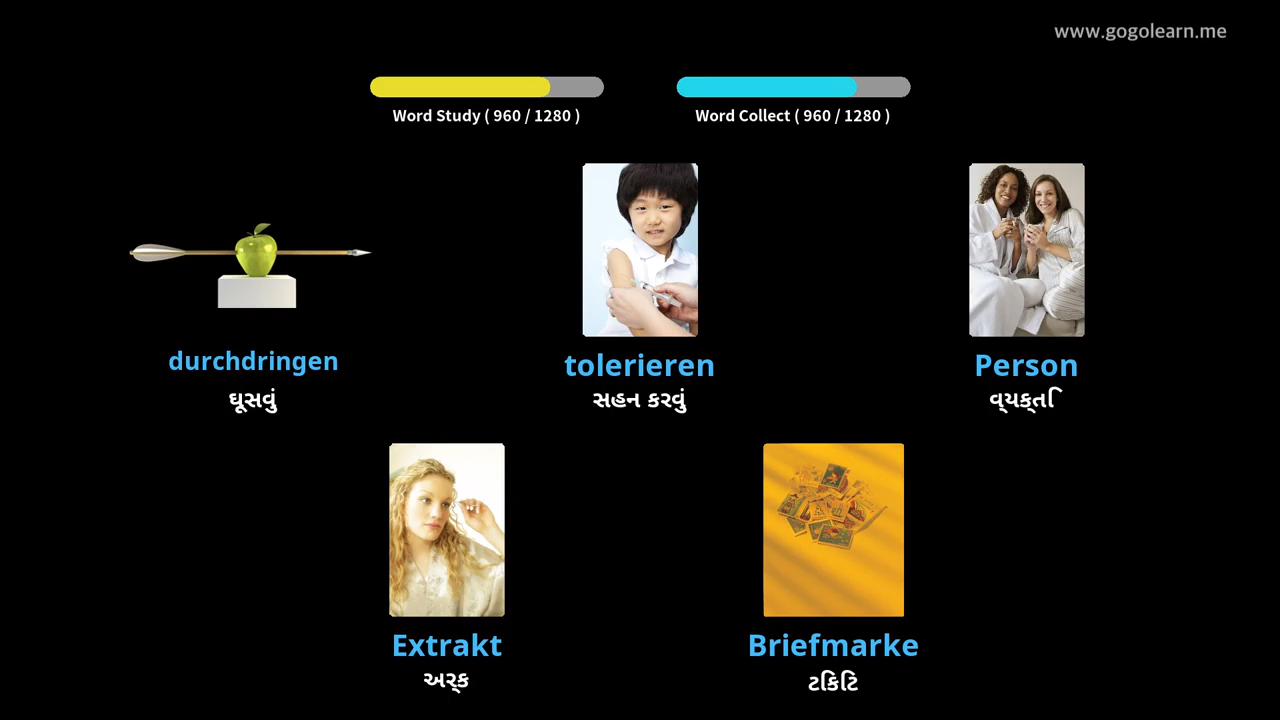 www.gogolearn.me
Word Study ( 960 / 1280 )
Word Collect ( 960 / 1280 )
durchdringen
ઘૂસવું
tolerieren
સહન કરવું
Person
વ્યક્તિ
Extrakt
અર્ક
Briefmarke
ટિકિટ